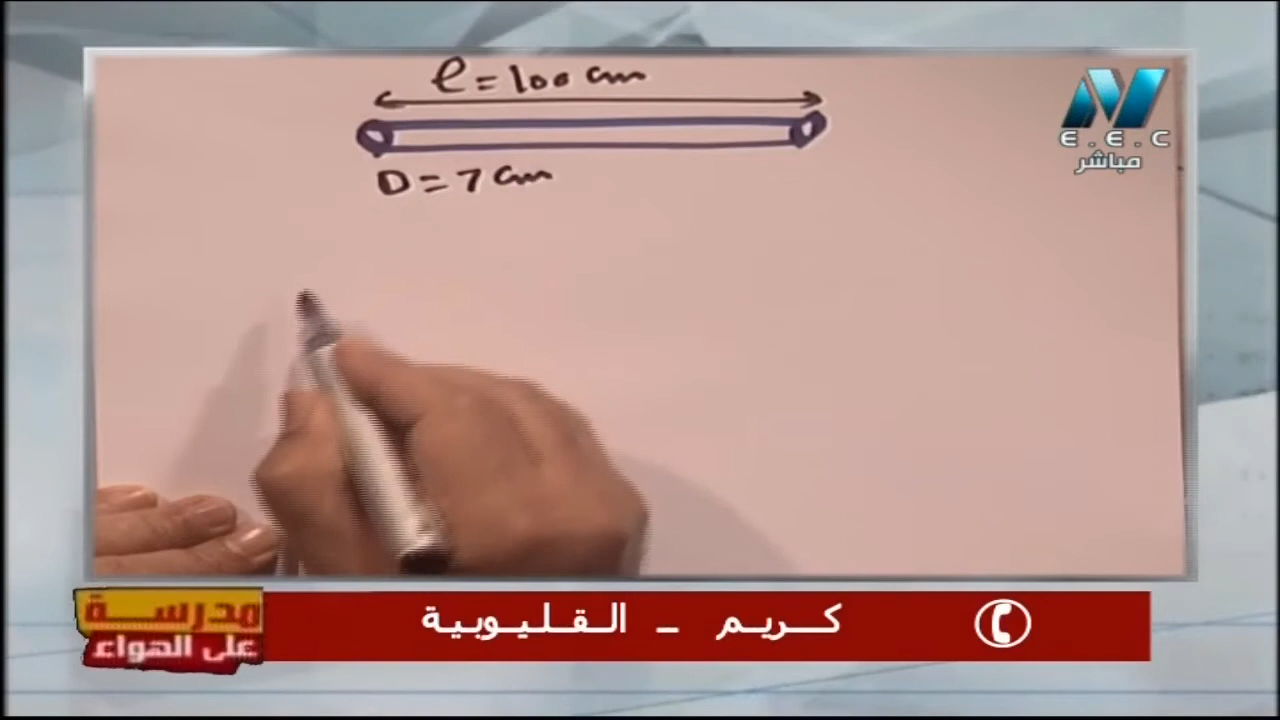 l = 100 cm
D = 7 cm
E.E.C
مباشر
كريم - القليوبية
مدرسة
على الهواء